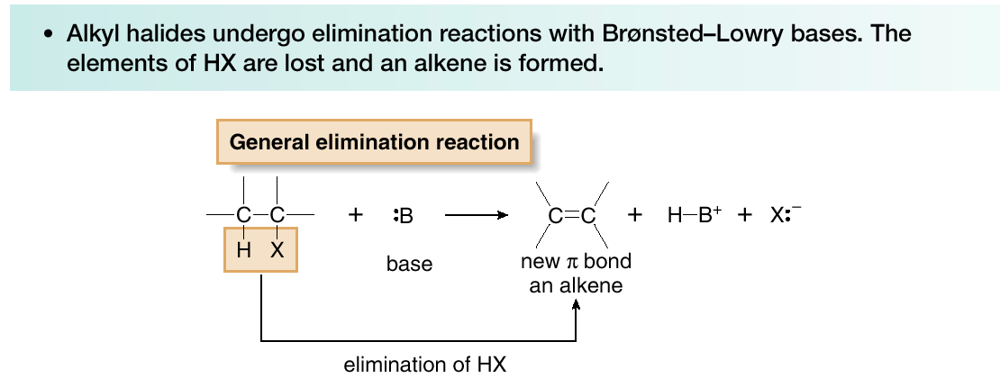 • Alkyl halides undergo elimination reactions with Brønsted–Lowry bases. The
elements of HX are lost and an alkene is formed.
General elimination reaction
C–C + :B → C=C + H–B⁺ + X:⁻
H X
base
new π bond
an alkene
elimination of HX